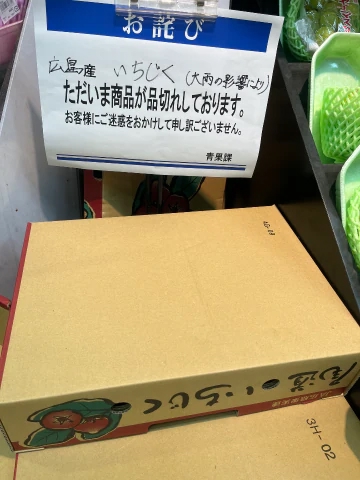 お詫び
広島産 いちじく (大雨の影響により)
ただいま商品が品切れしております。
お客様にご迷惑をおかけして申し訳ございません。
青果課
尾道のいちじく
3H-02